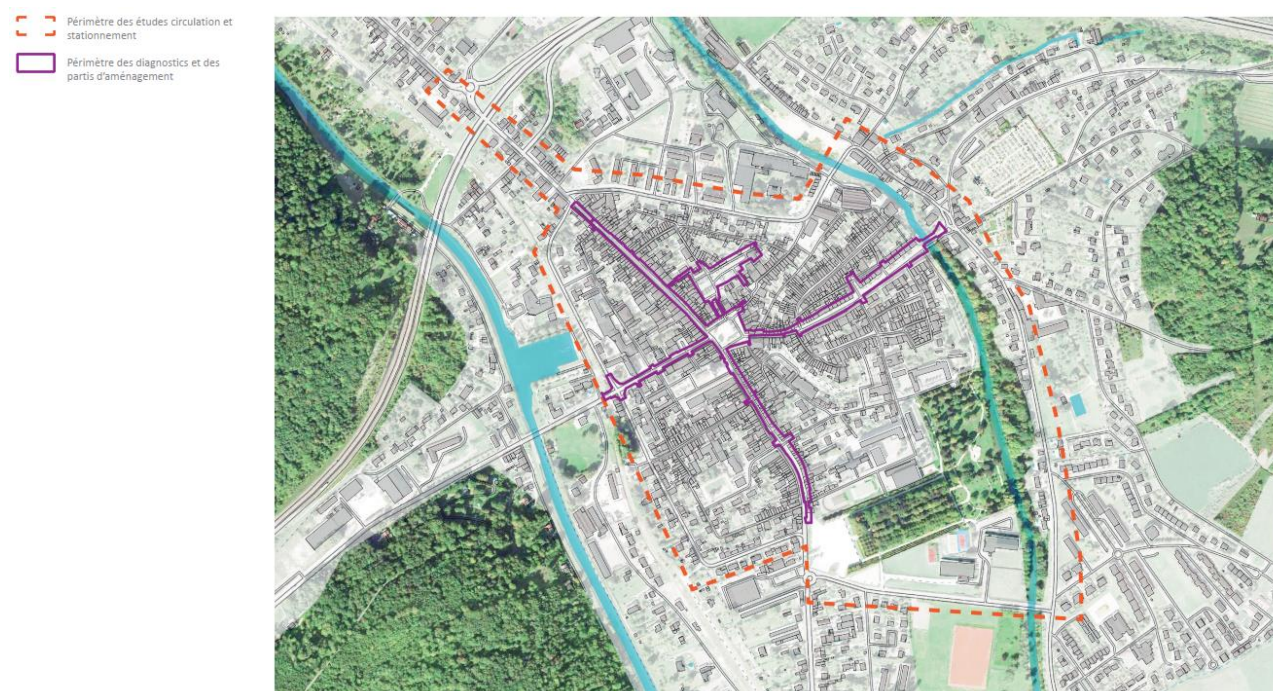 Périmètre des études circulation et
stationnement
Périmètre des diagnostics et des
partis d'aménagement